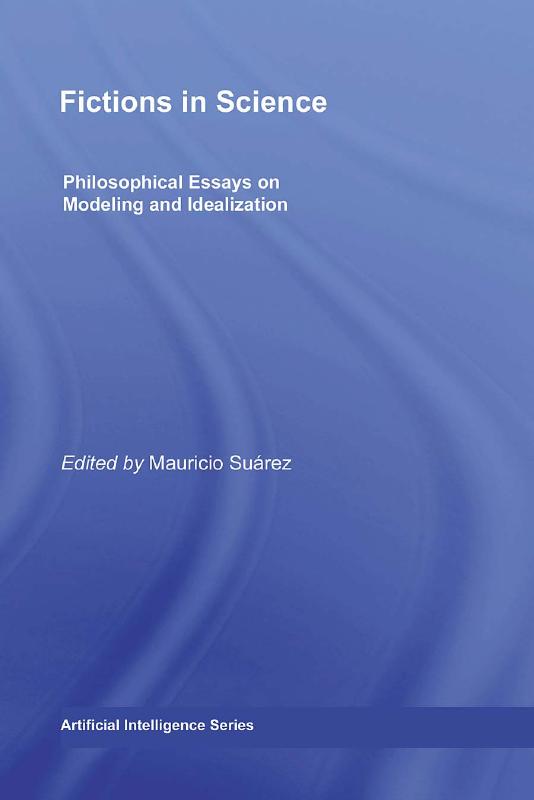 Fictions in Science
Philosophical Essays on
Modeling and Idealization
Edited by Mauricio Suárez
Artificial Intelligence Series